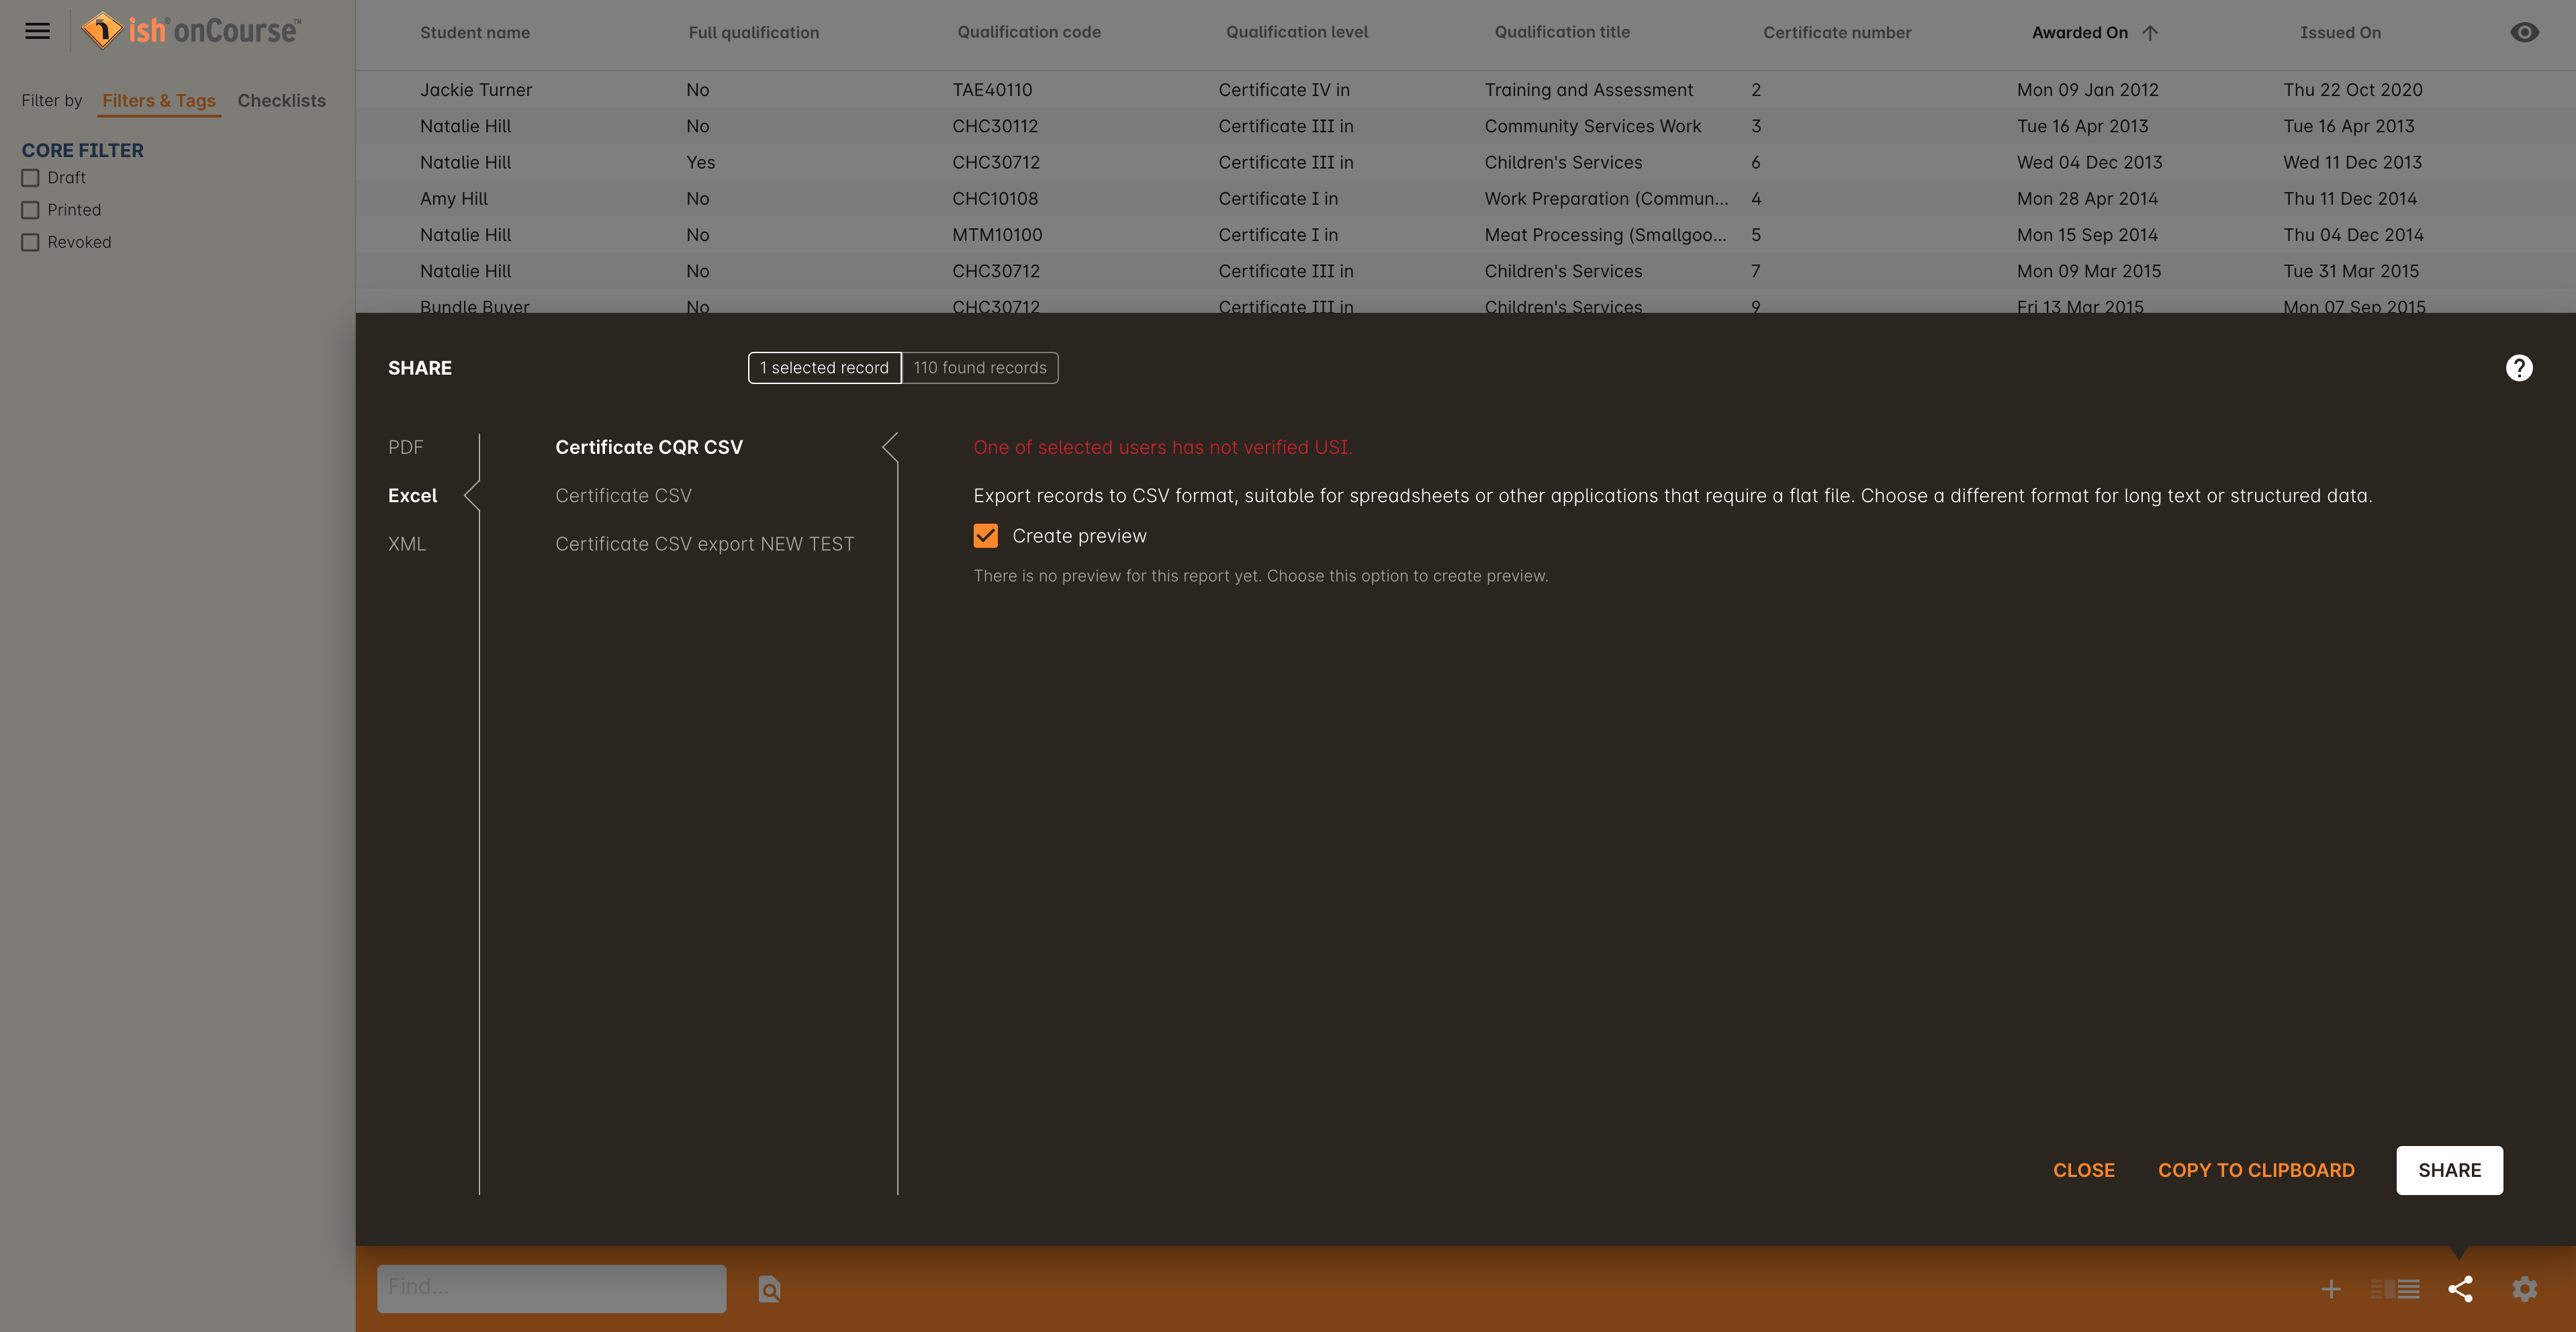 ish® onCourse™
Student name Full qualification Qualification code Qualification level Qualification title Certificate number Awarded On Issued On
Filter by Filters & Tags Checklists
CORE FILTER
Draft
Printed
Revoked
Jackie Turner No TAE40110 Certificate IV in Training and Assessment 2 Mon 09 Jan 2012 Thu 22 Oct 2020
Natalie Hill No CHC30112 Certificate III in Community Services Work 3 Tue 16 Apr 2013 Tue 16 Apr 2013
Natalie Hill Yes CHC30712 Certificate III in Children's Services 6 Wed 04 Dec 2013 Wed 11 Dec 2013
Amy Hill No CHC10108 Certificate I in Work Preparation (Commun... 4 Mon 28 Apr 2014 Thu 11 Dec 2014
Natalie Hill No MTM10100 Certificate I in Meat Processing (Smallgoo... 5 Mon 15 Sep 2014 Thu 04 Dec 2014
Natalie Hill No CHC30712 Certificate III in Children's Services 7 Mon 09 Mar 2015 Tue 31 Mar 2015
Bundle Buyer No CHC30712 Certificate III in Children's Services 9 Fri 13 Mar 2015 Mon 07 Sep 2015
SHARE 1 selected record 110 found records ?
PDF
Excel
XML
Certificate CQR CSV
Certificate CSV
Certificate CSV export NEW TEST
One of selected users has not verified USI.
Export records to CSV format, suitable for spreadsheets or other applications that require a flat file. Choose a different format for long text or structured data.
Create preview
There is no preview for this report yet. Choose this option to create preview.
CLOSE COPY TO CLIPBOARD SHARE
Find...